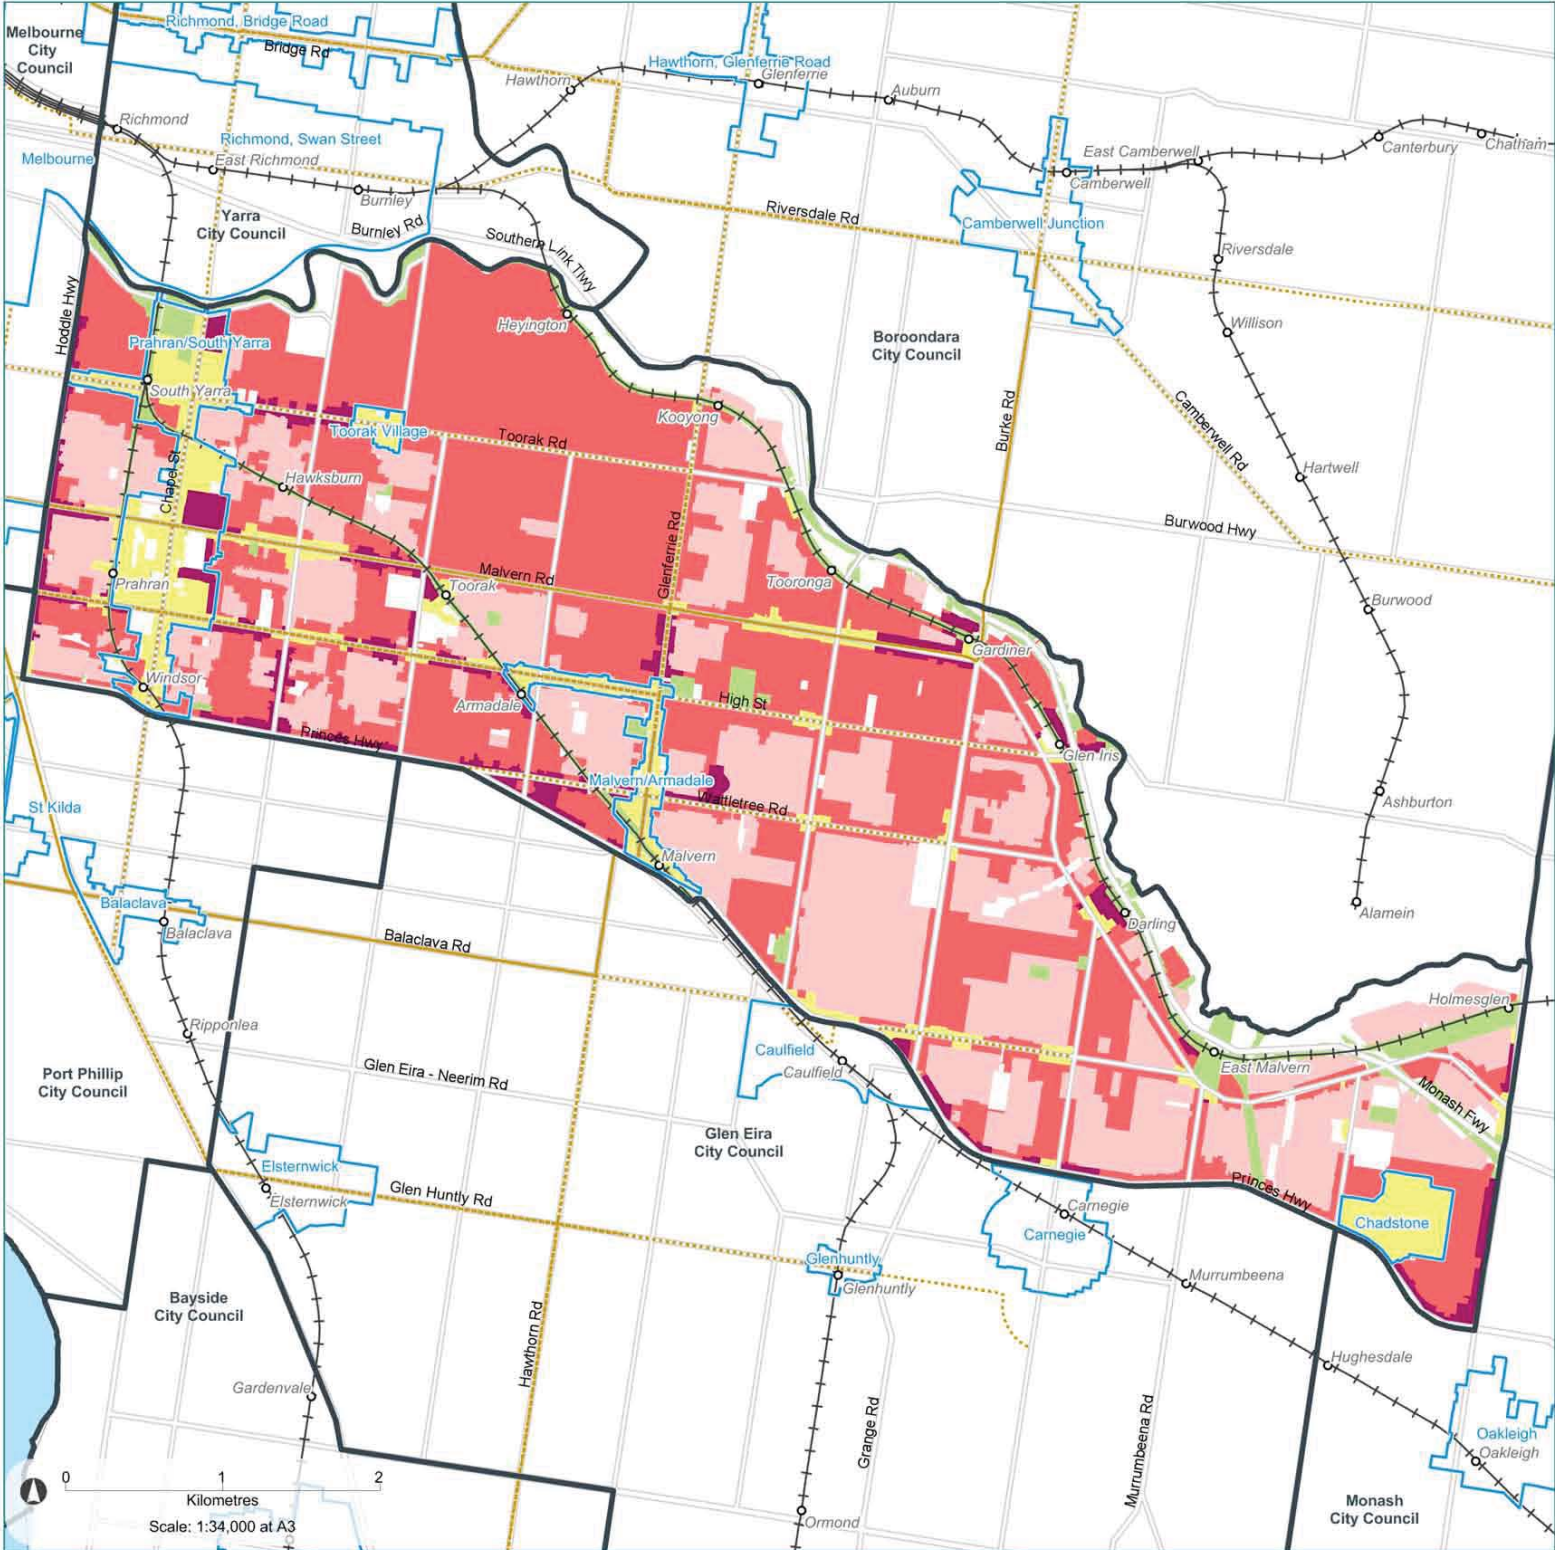 Melbourne
City
Council
Richmond, Bridge Road
Bridge Rd
Hawthorn, Glenferrie Road
Hawthorn
Glenferrie
Auburn
Richmond
Richmond, Swan Street
East Richmond
Melbourne
Burnley
East Camberwell
Canterbury
Chatham
Camberwell
Yarra
City Council
Burnley Rd
Riversdale Rd
Camberwell Junction
Southern Link Tlwy
Riversdale
Hoddle Hwy
Heyington
Willison
Prahran/South Yarra
Boroondara
City Council
South Yarra
Kooyong
Burke Rd
Camberwell Rd
Toorak Village
Toorak Rd
Chapel St
Hawksburn
Hartwell
Glenferrie Rd
Burwood Hwy
Prahran
Malvern Rd
Toorak
Tooronga
Burwood
Gardiner
Windsor
Armadale
High St
Princes Hwy
Glen Iris
Malvern/Armadale
Wattletree Rd
St Kilda
Ashburton
Malvern
Balaclava
Balaclava
Balaclava Rd
Darling
Alamein
Ripponlea
Holmesglen
Caulfield
Caulfield
East Malvern
Port Phillip
City Council
Glen Eira - Neerim Rd
Monash Fwy
Glen Eira
City Council
Elsternwick
Elsternwick
Glen Huntly Rd
Princes Hwy
Carnegie
Carnegie
Chadstone
Glenhuntly
Glenhuntly
Murrumbeena
Bayside
City Council
Hawthorn Rd
Hughesdale
Gardenvale
Grange Rd
Murrumbeena Rd
Oakleigh
Oakleigh
0 1 2
Kilometres
Scale: 1:34,000 at A3
Ormond
Monash
City Council